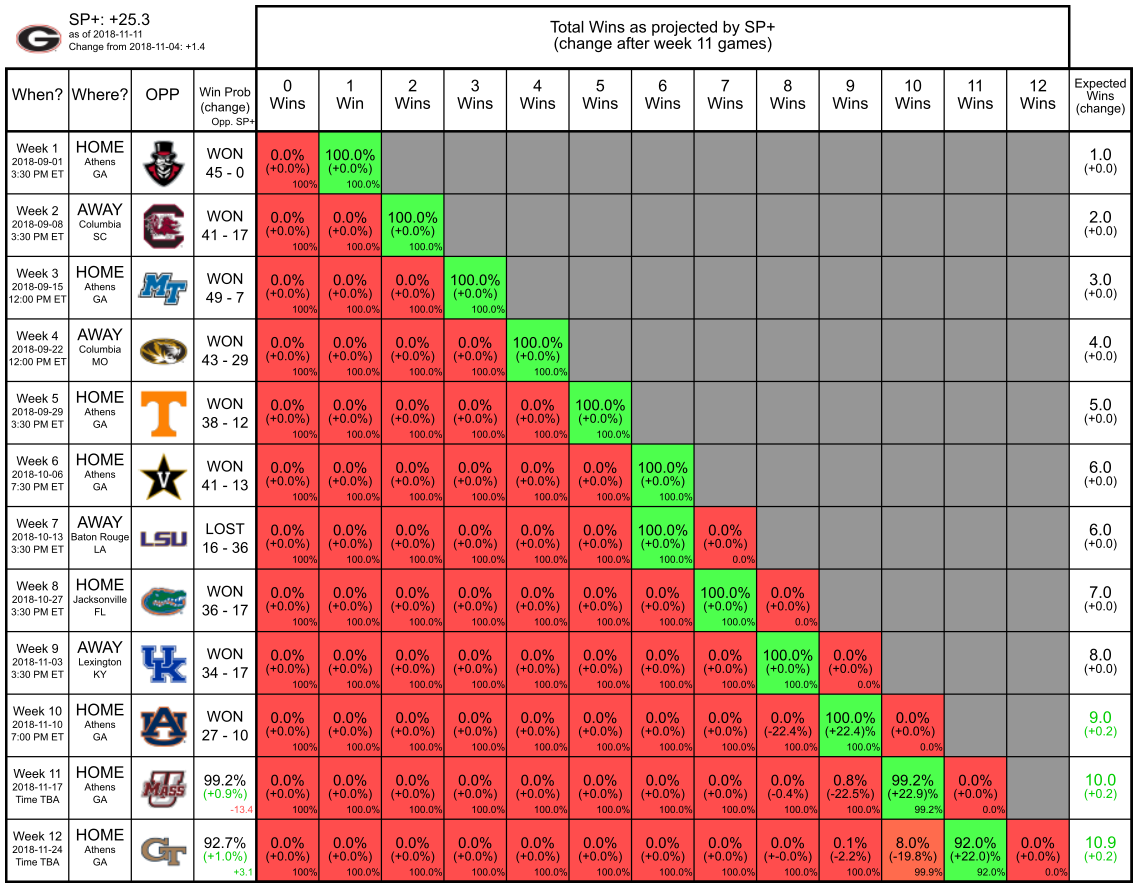 SP+: +25.3
as of 2018-11-11
Change from 2018-11-04: +1.4
Total Wins as projected by SP+
(change after week 11 games)
When? Where? OPP Win Prob (change) Opp. SP+ 0 Wins 1 Win 2 Wins 3 Wins 4 Wins 5 Wins 6 Wins 7 Wins 8 Wins 9 Wins 10 Wins 11 Wins 12 Wins Expected Wins (change)
Week 1 HOME WON 0.0% 100.0% 1.0
2018-09-01 Athens (+0.0%) (+0.0%) (+0.0)
3:30 PM ET GA 45 - 0 100% 100.0%
Week 2 AWAY WON 0.0% 0.0% 100.0% 2.0
2018-09-08 Columbia (+0.0%) (+0.0%) (+0.0%) (+0.0)
3:30 PM ET SC 41 - 17 100% 100.0% 100.0%
Week 3 HOME MT WON 0.0% 0.0% 0.0% 100.0% 3.0
2018-09-15 Athens (+0.0%) (+0.0%) (+0.0%) (+0.0%) (+0.0)
12:00 PM ET GA 49 - 7 100% 100.0% 100.0% 100.0%
Week 4 AWAY WON 0.0% 0.0% 0.0% 0.0% 100.0% 4.0
2018-09-22 Columbia (+0.0%) (+0.0%) (+0.0%) (+0.0%) (+0.0%) (+0.0)
12:00 PM ET MO 43 - 29 100% 100.0% 100.0% 100.0% 100.0%
Week 5 HOME T WON 0.0% 0.0% 0.0% 0.0% 0.0% 100.0% 5.0
2018-09-29 Athens (+0.0%) (+0.0%) (+0.0%) (+0.0%) (+0.0%) (+0.0%) (+0.0)
3:30 PM ET GA 38 - 12 100% 100.0% 100.0% 100.0% 100.0% 100.0%
Week 6 HOME V WON 0.0% 0.0% 0.0% 0.0% 0.0% 0.0% 100.0% 6.0
2018-10-06 Athens (+0.0%) (+0.0%) (+0.0%) (+0.0%) (+0.0%) (+0.0%) (+0.0%) (+0.0)
7:30 PM ET GA 41 - 13 100% 100.0% 100.0% 100.0% 100.0% 100.0% 100.0%
Week 7 AWAY LSU LOST 0.0% 0.0% 0.0% 0.0% 0.0% 0.0% 100.0% 0.0% 6.0
2018-10-13 Baton Rouge (+0.0%) (+0.0%) (+0.0%) (+0.0%) (+0.0%) (+0.0%) (+0.0%) (+0.0%) (+0.0)
3:30 PM ET LA 16 - 36 100% 100.0% 100.0% 100.0% 100.0% 100.0% 100.0% 0.0%
Week 8 HOME WON 0.0% 0.0% 0.0% 0.0% 0.0% 0.0% 0.0% 100.0% 0.0% 7.0
2018-10-27 Jacksonville (+0.0%) (+0.0%) (+0.0%) (+0.0%) (+0.0%) (+0.0%) (+0.0%) (+0.0%) (+0.0%) (+0.0)
3:30 PM ET FL 36 - 17 100% 100.0% 100.0% 100.0% 100.0% 100.0% 100.0% 100.0% 0.0%
Week 9 AWAY UK WON 0.0% 0.0% 0.0% 0.0% 0.0% 0.0% 0.0% 0.0% 100.0% 0.0% 8.0
2018-11-03 Lexington (+0.0%) (+0.0%) (+0.0%) (+0.0%) (+0.0%) (+0.0%) (+0.0%) (+0.0%) (+0.0%) (+0.0%) (+0.0)
3:30 PM ET KY 34 - 17 100% 100.0% 100.0% 100.0% 100.0% 100.0% 100.0% 100.0% 100.0% 0.0%
Week 10 HOME AU WON 0.0% 0.0% 0.0% 0.0% 0.0% 0.0% 0.0% 0.0% 0.0% 100.0% 0.0% 9.0
2018-11-10 Athens (+0.0%) (+0.0%) (+0.0%) (+0.0%) (+0.0%) (+0.0%) (+0.0%) (+0.0%) (-22.4%) (+22.4)% (+0.0%) (+0.2)
7:00 PM ET GA 27 - 10 100% 100.0% 100.0% 100.0% 100.0% 100.0% 100.0% 100.0% 100.0% 100.0% 0.0%
Week 11 HOME UMASS 99.2% 0.0% 0.0% 0.0% 0.0% 0.0% 0.0% 0.0% 0.0% 0.0% 0.8% 99.2% 0.0% 10.0
2018-11-17 Athens (+0.9%) (+0.0%) (+0.0%) (+0.0%) (+0.0%) (+0.0%) (+0.0%) (+0.0%) (+0.0%) (-0.4%) (-22.5%) (+22.9)% (+0.0%) (+0.2)
Time TBA GA -13.4 100% 100.0% 100.0% 100.0% 100.0% 100.0% 100.0% 100.0% 100.0% 100.0% 99.2% 0.0%
Week 12 HOME GT 92.7% 0.0% 0.0% 0.0% 0.0% 0.0% 0.0% 0.0% 0.0% 0.0% 0.1% 8.0% 92.0% 0.0% 10.9
2018-11-24 Athens (+1.0%) (+0.0%) (+0.0%) (+0.0%) (+0.0%) (+0.0%) (+0.0%) (+0.0%) (+0.0%) (+-0.0%) (-2.2%) (-19.8%) (+22.0)% (+0.0%) (+0.2)
Time TBA GA +3.1 100% 100.0% 100.0% 100.0% 100.0% 100.0% 100.0% 100.0% 100.0% 100.0% 99.9% 92.0% 0.0%